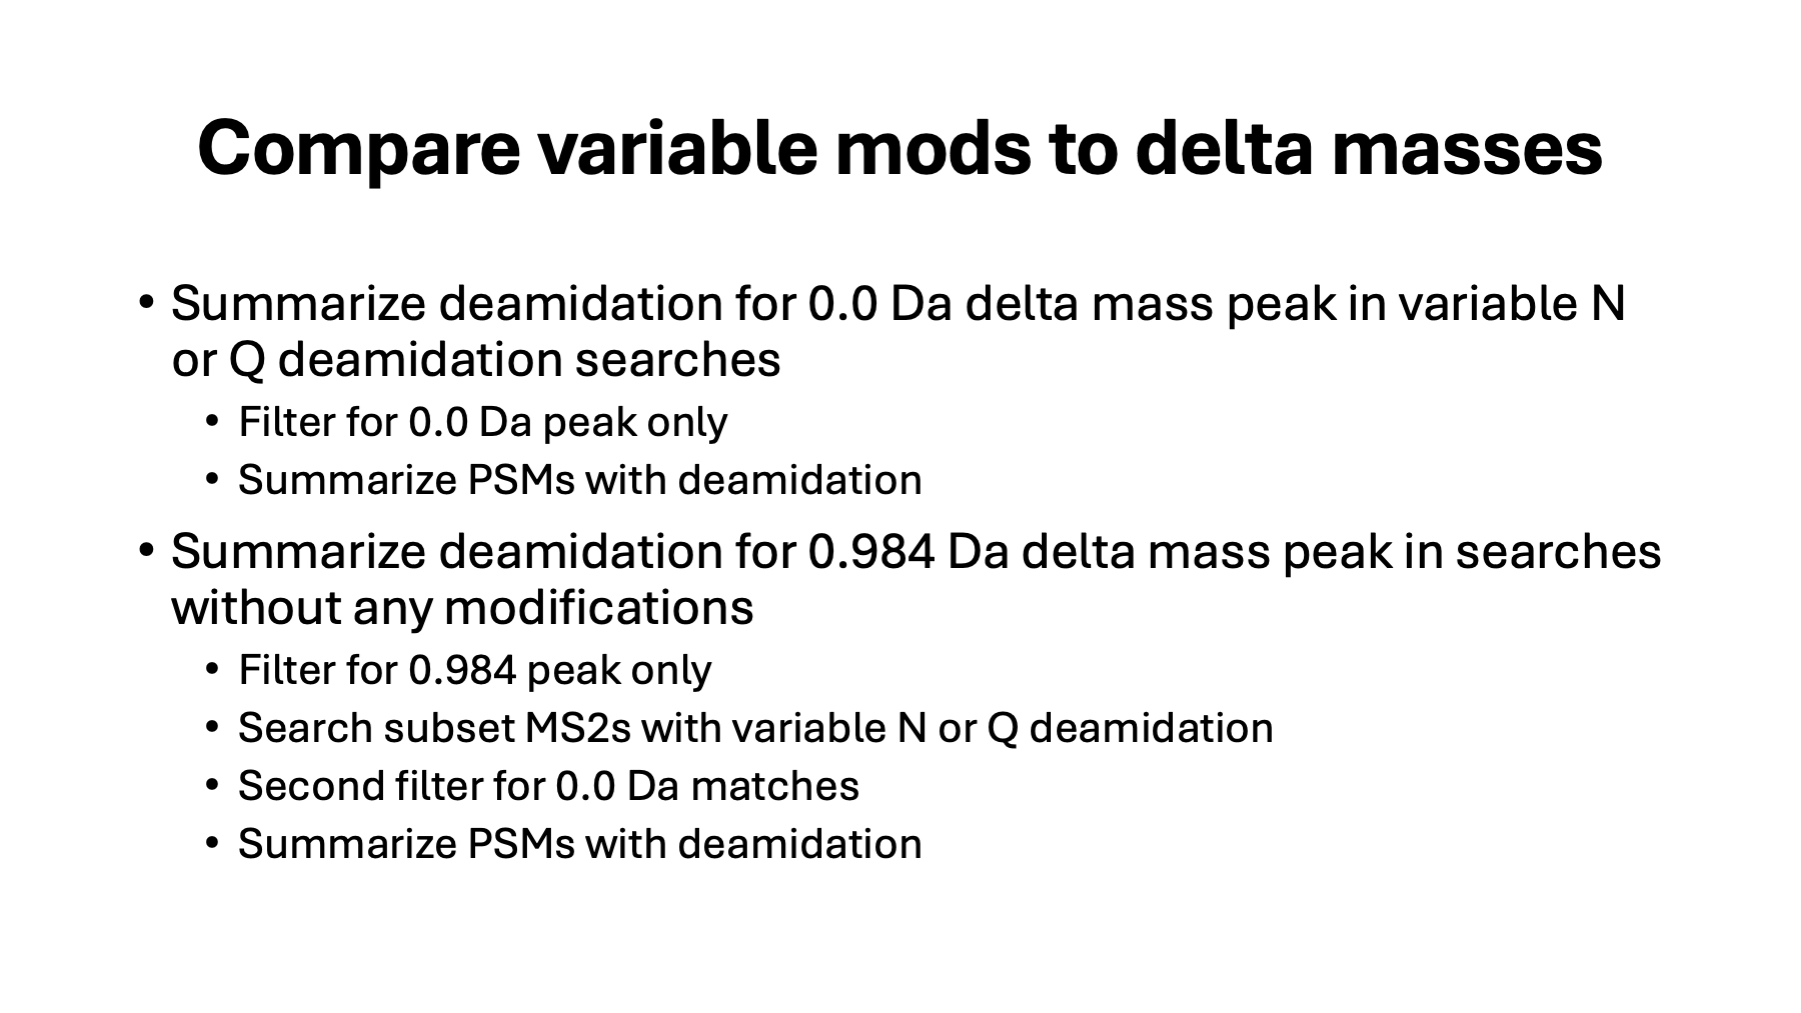 Compare variable mods to delta masses
• Summarize deamidation for 0.0 Da delta mass peak in variable N
or Q deamidation searches
• Filter for 0.0 Da peak only
• Summarize PSMs with deamidation
• Summarize deamidation for 0.984 Da delta mass peak in searches
without any modifications
• Filter for 0.984 peak only
• Search subset MS2s with variable N or Q deamidation
• Second filter for 0.0 Da matches
• Summarize PSMs with deamidation